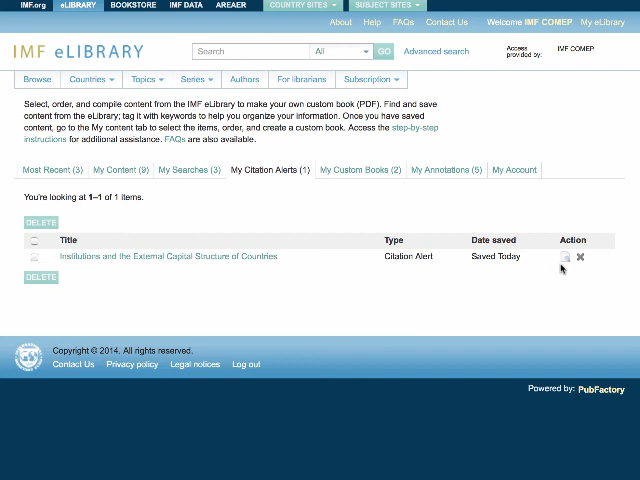 IMF.org eLIBRARY BOOKSTORE IMF DATA AREAER COUNTRY SITES SUBJECT SITES
About Help FAQs Contact Us Welcome IMF COMEP My eLibrary
IMF eLIBRARY Search All GO Advanced search Access provided by: IMF COMEP
Browse Countries Topics Series Authors For librarians Subscription
Select, order, and compile content from the IMF eLibrary to make your own custom book (PDF). Find and save
content from the eLibrary; tag it with keywords to help you organize your information. Once you have saved
content, go to the My content tab to select the items, order, and create a custom book. Access the step-by-step
instructions for additional assistance. FAQs are also available.
Most Recent (3) My Content (9) My Searches (3) My Citation Alerts (1) My Custom Books (2) My Annotations (5) My Account
You're looking at 1–1 of 1 items.
DELETE
Title Type Date saved Action
Institutions and the External Capital Structure of Countries Citation Alert Saved Today
DELETE
Copyright © 2014. All rights reserved.
Contact Us Privacy policy Legal notices Log out
Powered by: PubFactory